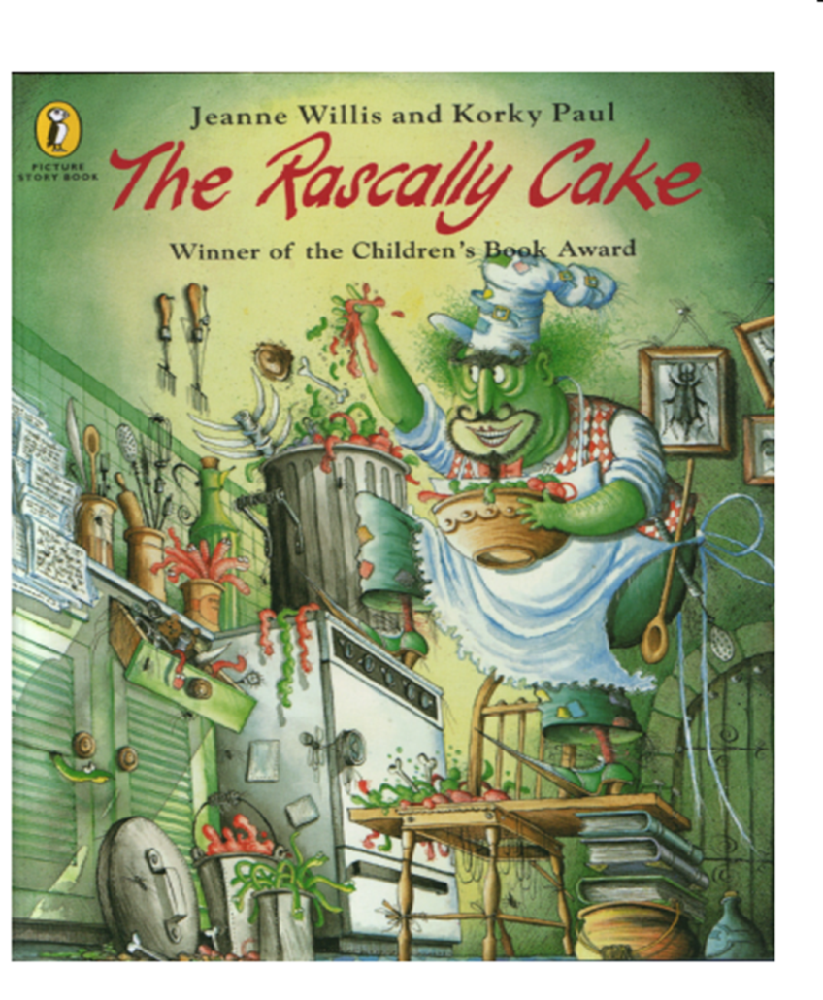 Jeanne Willis and Korky Paul
PICTURE
STORY BOOK
The Rascally Cake
Winner of the Children's Book Award